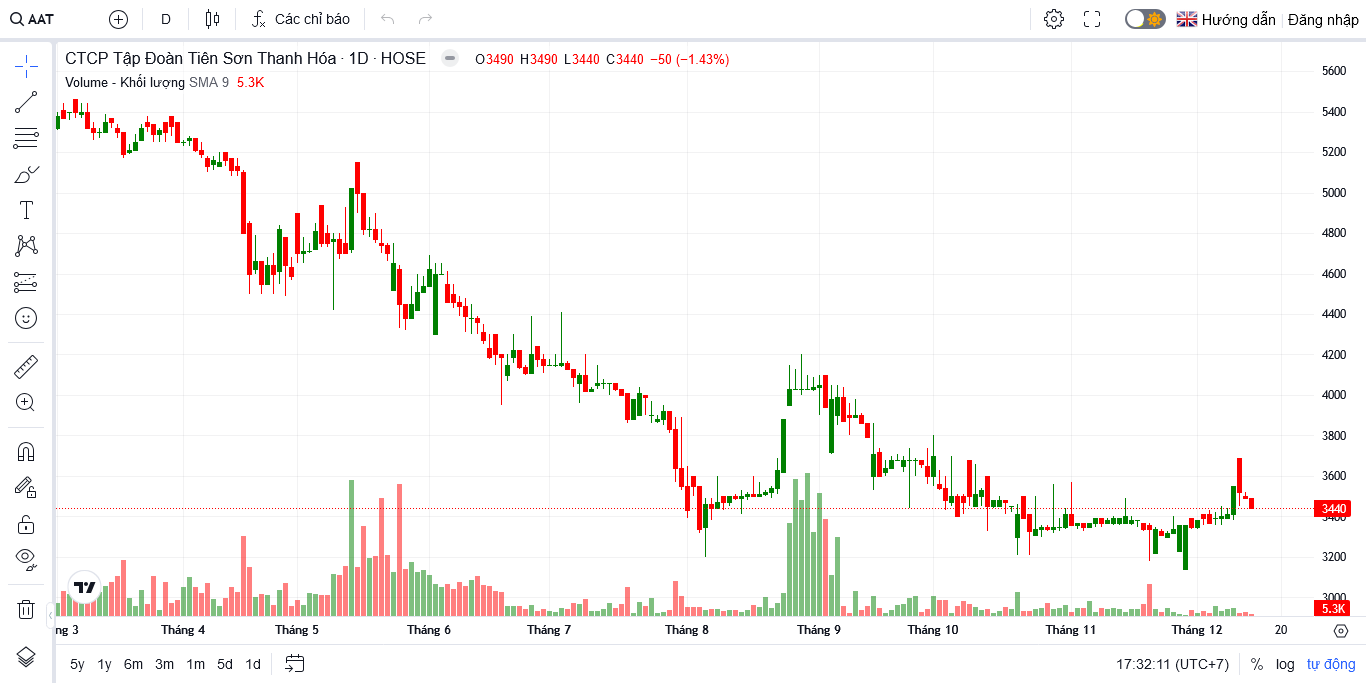 AAT D Các chỉ báo Hướng dẫn Đăng nhập
CTCP Tập Đoàn Tiên Sơn Thanh Hóa · 1D · HOSE O3490 H3490 L3440 C3440 −50 (−1.43%)
Volume - Khối lượng SMA 9 5.3K
5600
5400
5200
5000
4800
4600
4400
4200
4000
3800
3600
3440
3400
3200
3000
5.3K
ng 3 Tháng 4 Tháng 5 Tháng 6 Tháng 7 Tháng 8 Tháng 9 Tháng 10 Tháng 11 Tháng 12 20
5y 1y 6m 3m 1m 5d 1d 17:32:11 (UTC+7) % log tự động